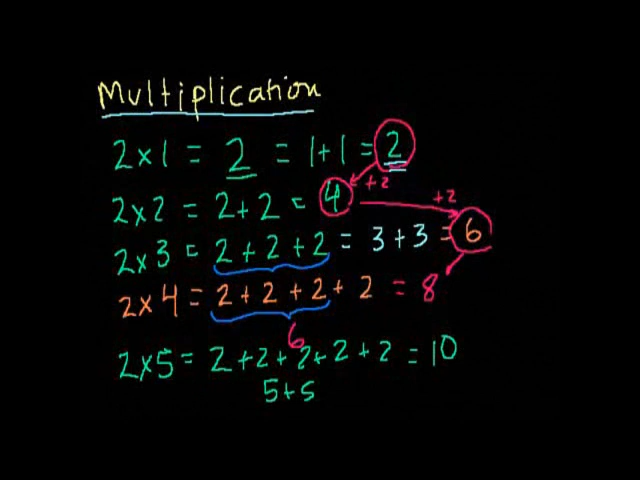 Multiplication
2x1 = 2 = 1+1 = 2
+2
2x2 = 2+2 = 4
+2
2x3 = 2+2+2 = 3+3 = 6
2x4 = 2+2+2+2 = 8
6
2x5 = 2+2+2+2+2 = 10
5+5